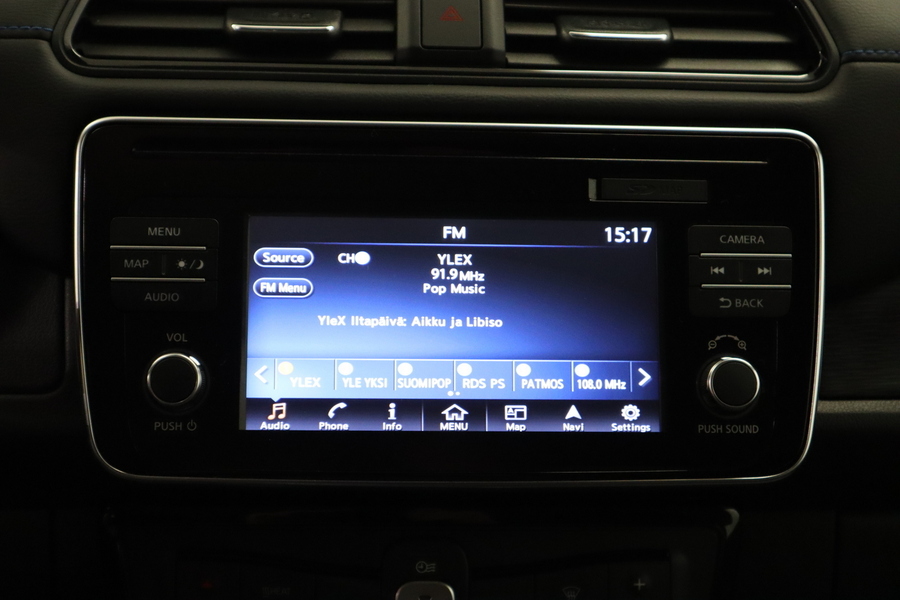 FM
15:17
MENU
CAMERA
Source
CH
YLEX
MAP
91.9 MHz
FM Menu
Pop Music
AUDIO
BACK
YleX Iltapäivä: Aikku ja Libiso
VOL
YLEX YLE YKSI SUOMIPOP RDS PS PATMOS 108.0 MHz
Audio Phone Info MENU Map Navi Settings
PUSH
PUSH SOUND